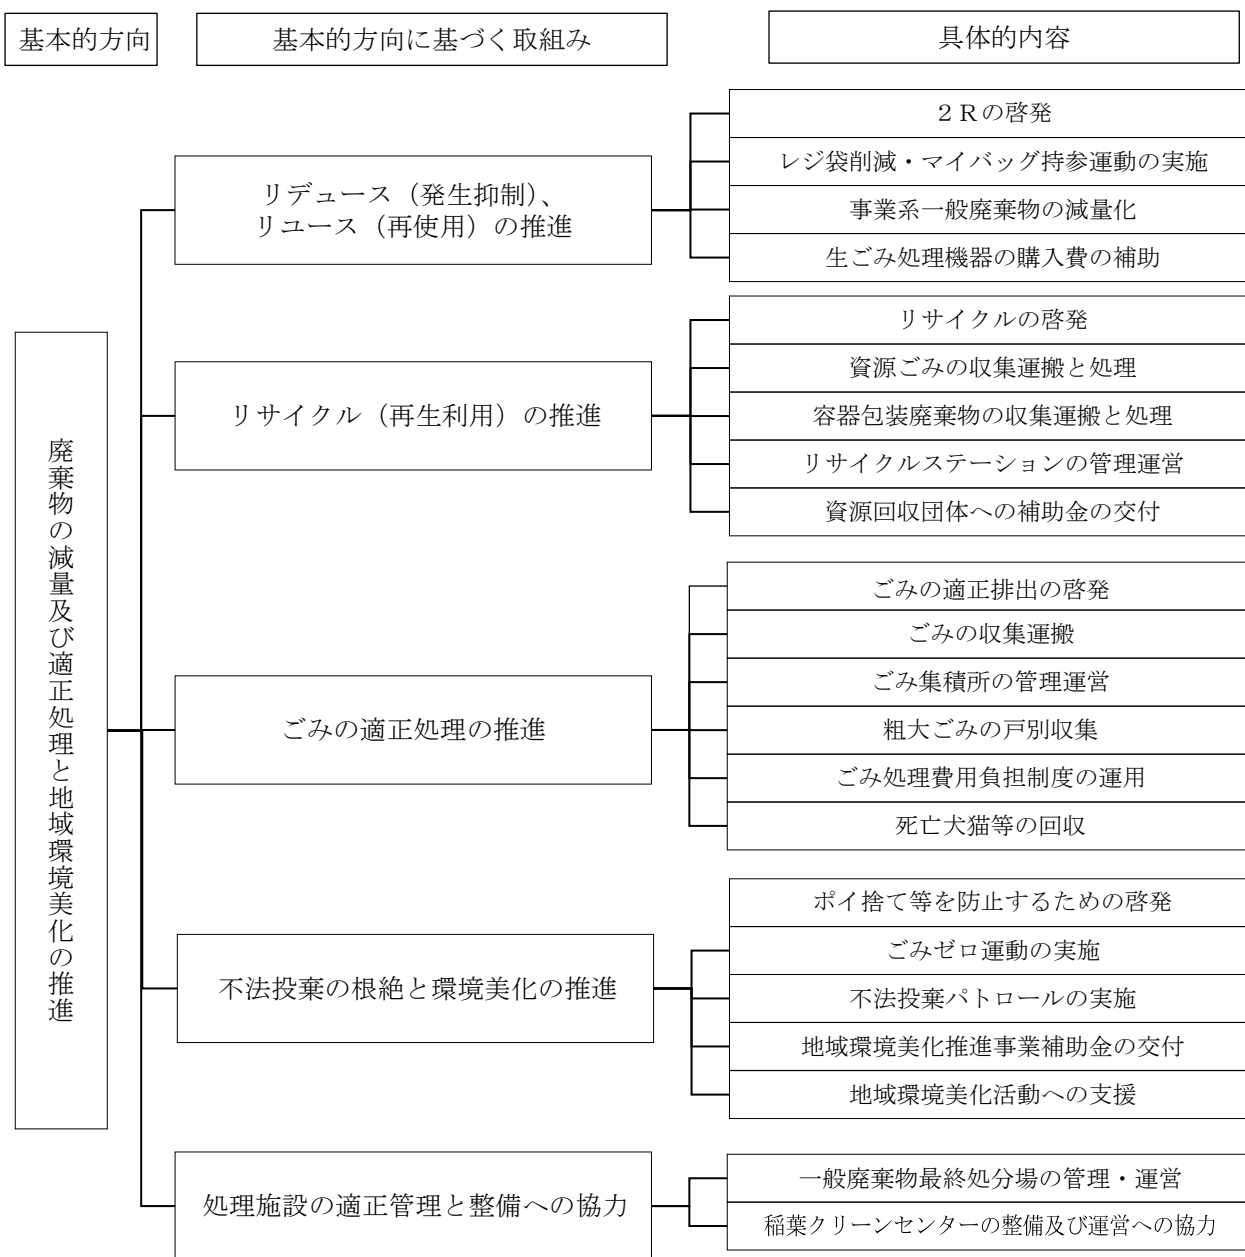 基本的方向
基本的方向に基づく取組み
具体的内容
廃棄物の減量及び適正処理と地域環境美化の推進
リデュース（発生抑制）、
リユース（再使用）の推進
２Ｒの啓発
レジ袋削減・マイバッグ持参運動の実施
事業系一般廃棄物の減量化
生ごみ処理機器の購入費の補助
リサイクル（再生利用）の推進
リサイクルの啓発
資源ごみの収集運搬と処理
容器包装廃棄物の収集運搬と処理
リサイクルステーションの管理運営
資源回収団体への補助金の交付
ごみの適正処理の推進
ごみの適正排出の啓発
ごみの収集運搬
ごみ集積所の管理運営
粗大ごみの戸別収集
ごみ処理費用負担制度の運用
死亡犬猫等の回収
不法投棄の根絶と環境美化の推進
ポイ捨て等を防止するための啓発
ごみゼロ運動の実施
不法投棄パトロールの実施
地域環境美化推進事業補助金の交付
地域環境美化活動への支援
処理施設の適正管理と整備への協力
一般廃棄物最終処分場の管理・運営
稲葉クリーンセンターの整備及び運営への協力